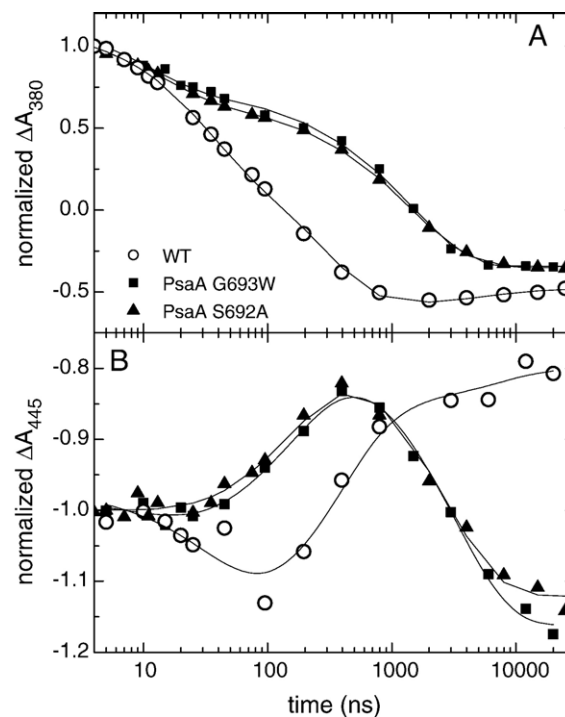 A
normalized ΔA380
1.0
0.5
0.0
-0.5
WT
PsaA G693W
PsaA S692A
B
normalized ΔA445
-0.8
-0.9
-1.0
-1.1
-1.2
10 100 1000 10000
time (ns)